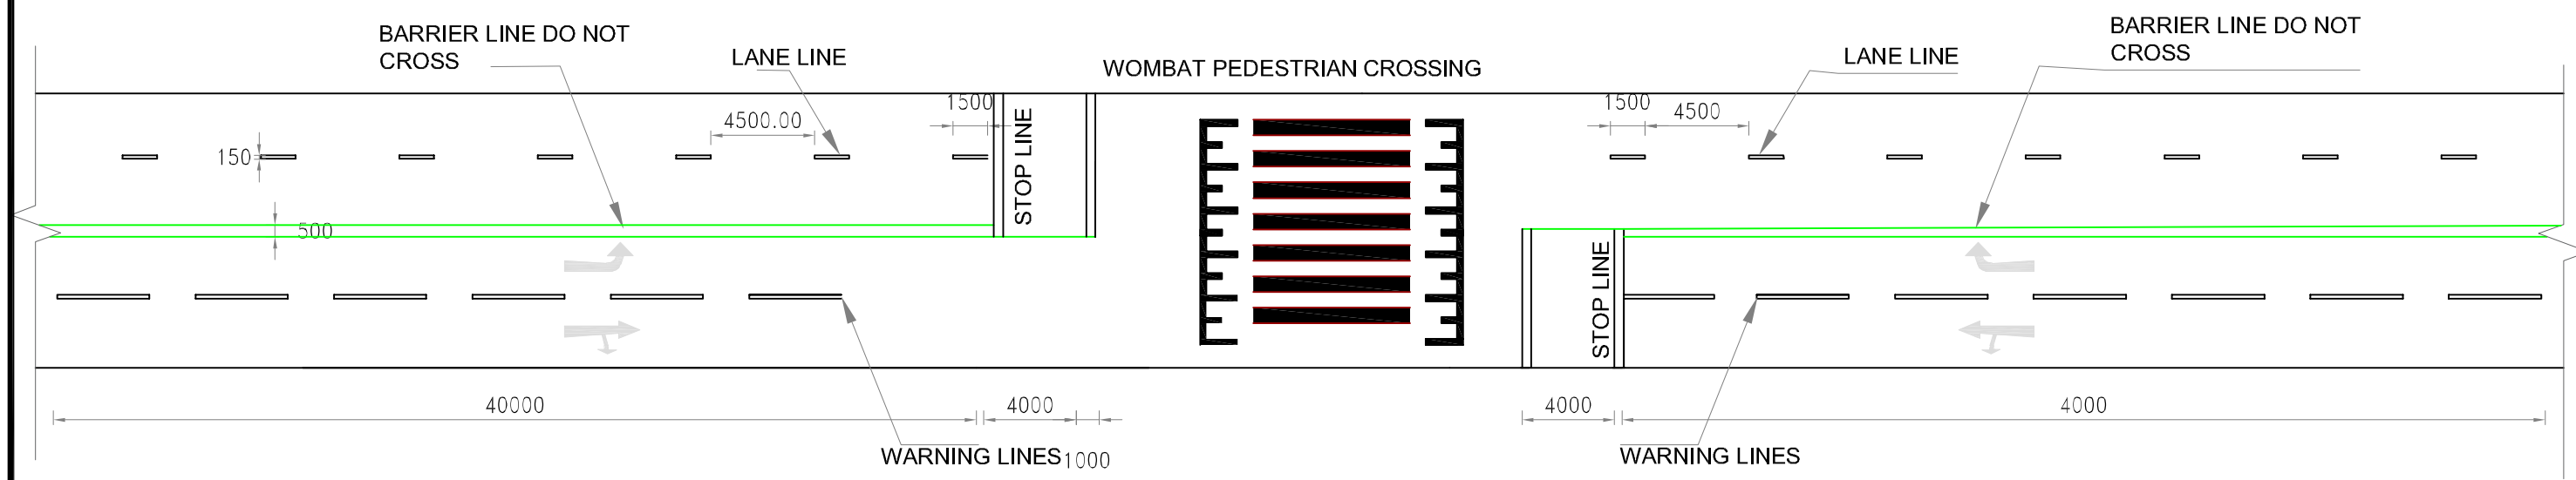 BARRIER LINE DO NOT
CROSS
LANE LINE
WOMBAT PEDESTRIAN CROSSING
LANE LINE
BARRIER LINE DO NOT
CROSS
1500
4500.00
150
STOP LINE
1500
4500
500
STOP LINE
40000
4000
4000
4000
WARNING LINES
1000
WARNING LINES